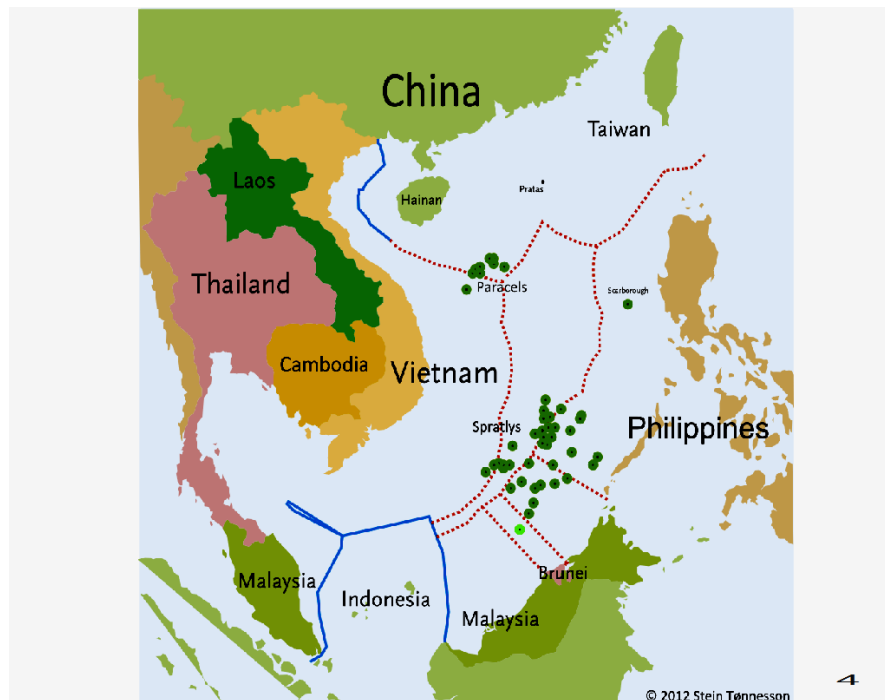 China
Taiwan
Laos
Pratas
Hainan
Thailand
Paracels
Scarborough
Cambodia
Vietnam
Spratlys
Philippines
Brunei
Malaysia
Indonesia
Malaysia
4
© 2012 Stein Tønnesson